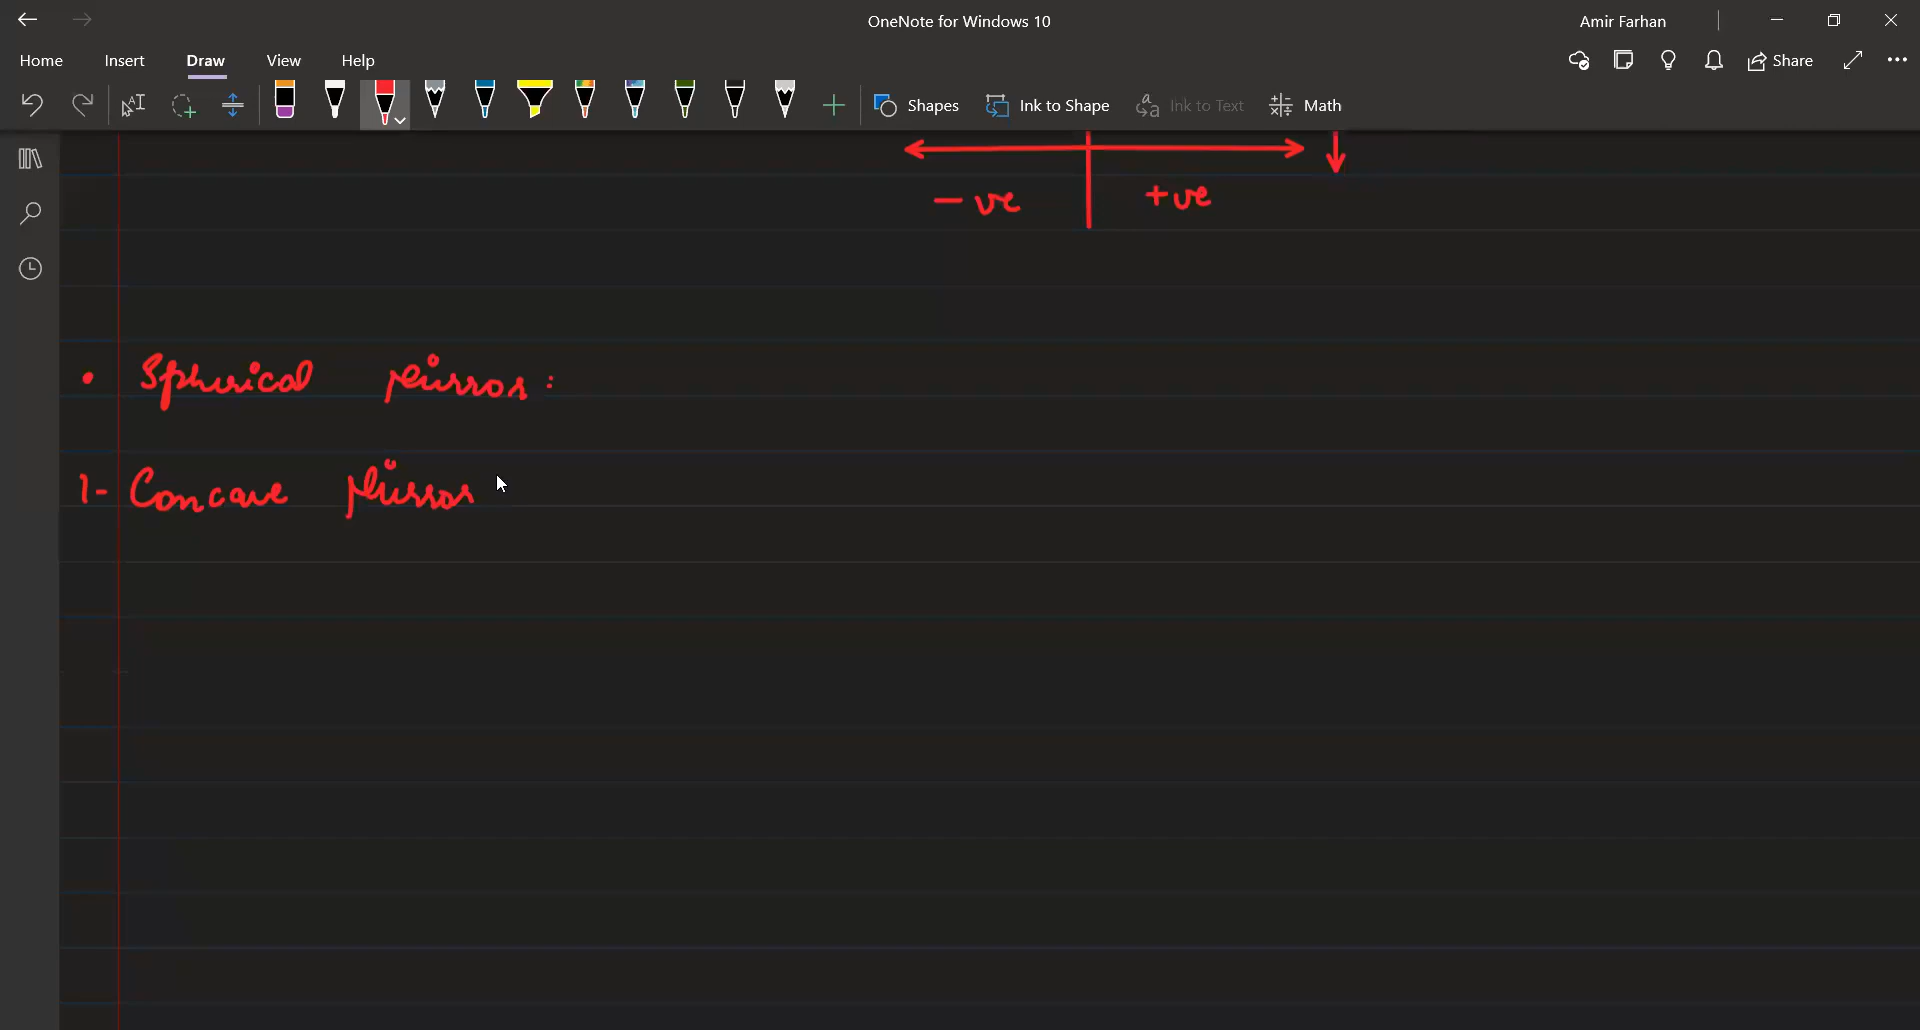 OneNote for Windows 10
Amir Farhan
Home Insert Draw View Help
Share
Shapes Ink to Shape Ink to Text Math
- ve +ve
• Spherical Mirror:
1- Concave Mirror